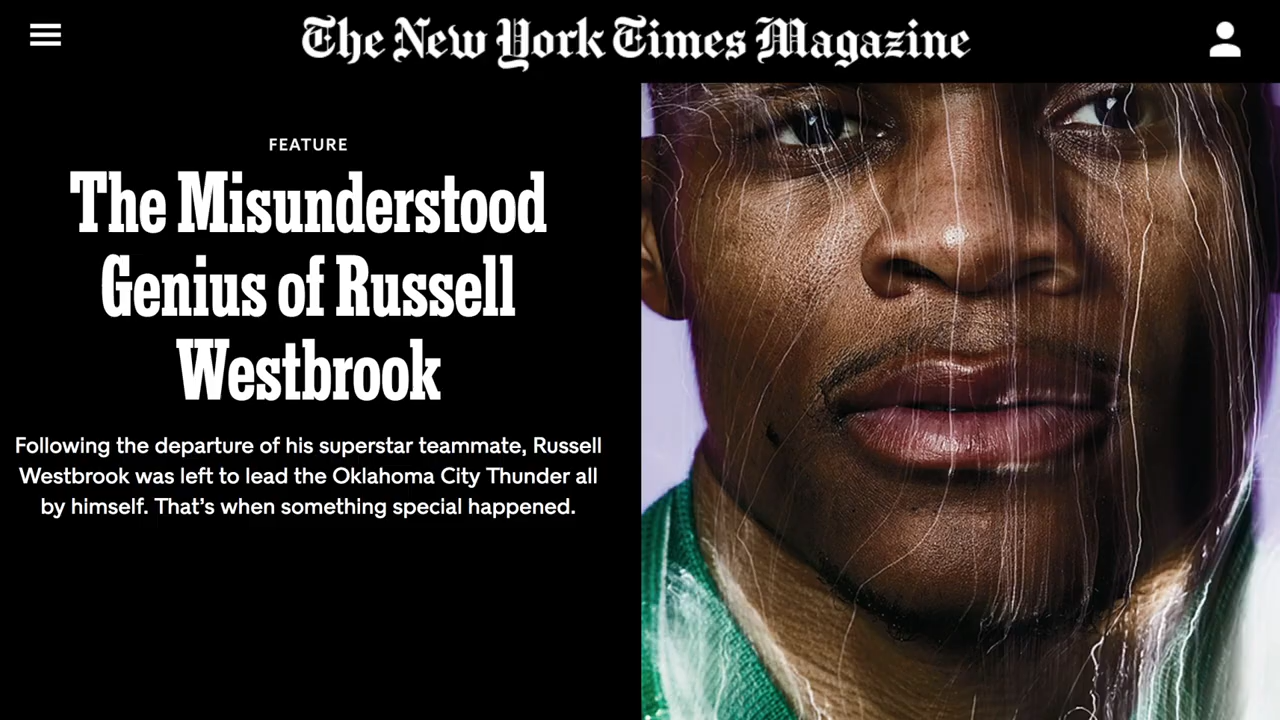 The New York Times Magazine
FEATURE
The Misunderstood
Genius of Russell
Westbrook
Following the departure of his superstar teammate, Russell
Westbrook was left to lead the Oklahoma City Thunder all
by himself. That’s when something special happened.